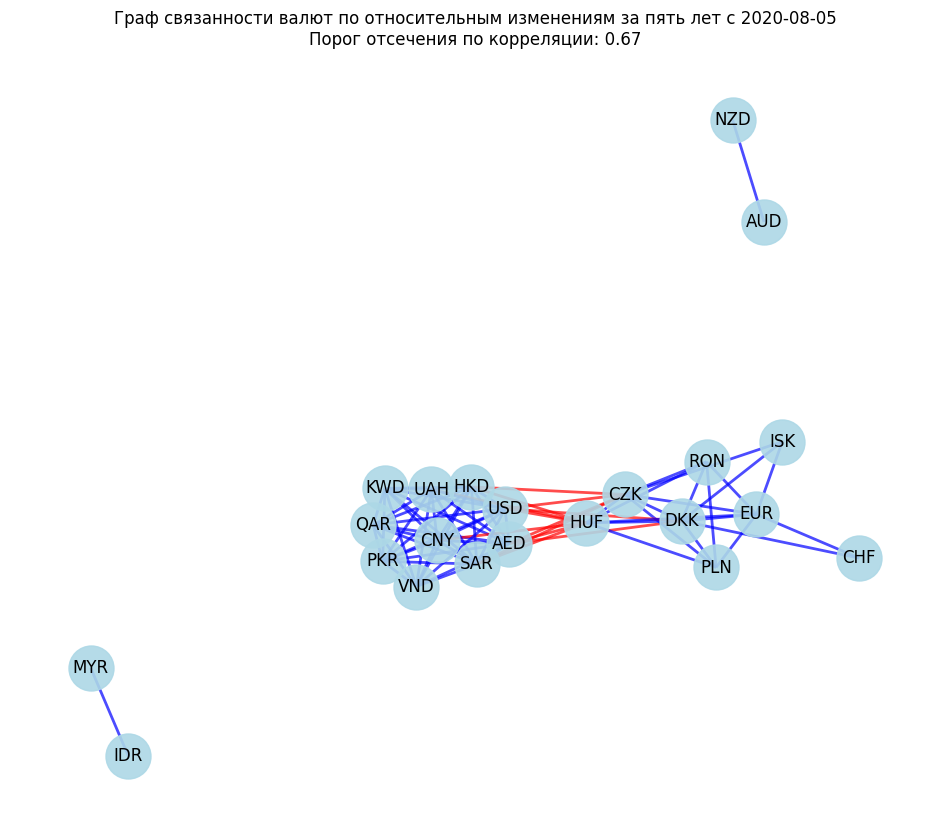 Граф связанности валют по относительным изменениям за пять лет с 2020-08-05
Порог отсечения по корреляции: 0.67
NZD
AUD
ISK
RON
KWD
UAH
HKD
CZK
USD
EUR
QAR
HUF
DKK
CNY
AED
CHF
PKR
SAR
PLN
VND
MYR
IDR